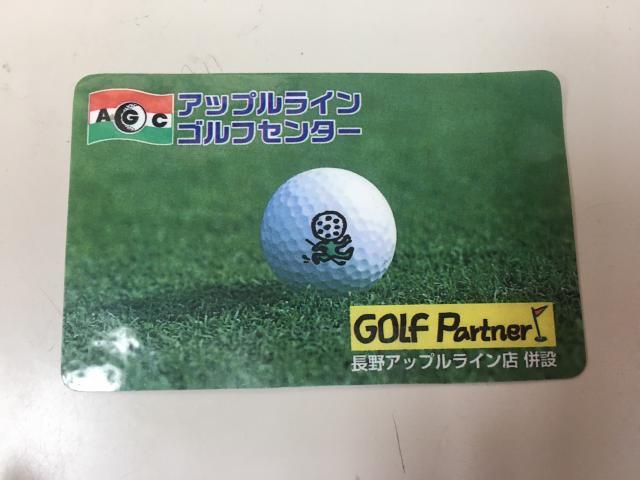 AGC
アップルライン
ゴルフセンター
GOLF Partner
長野アップルライン店 併設